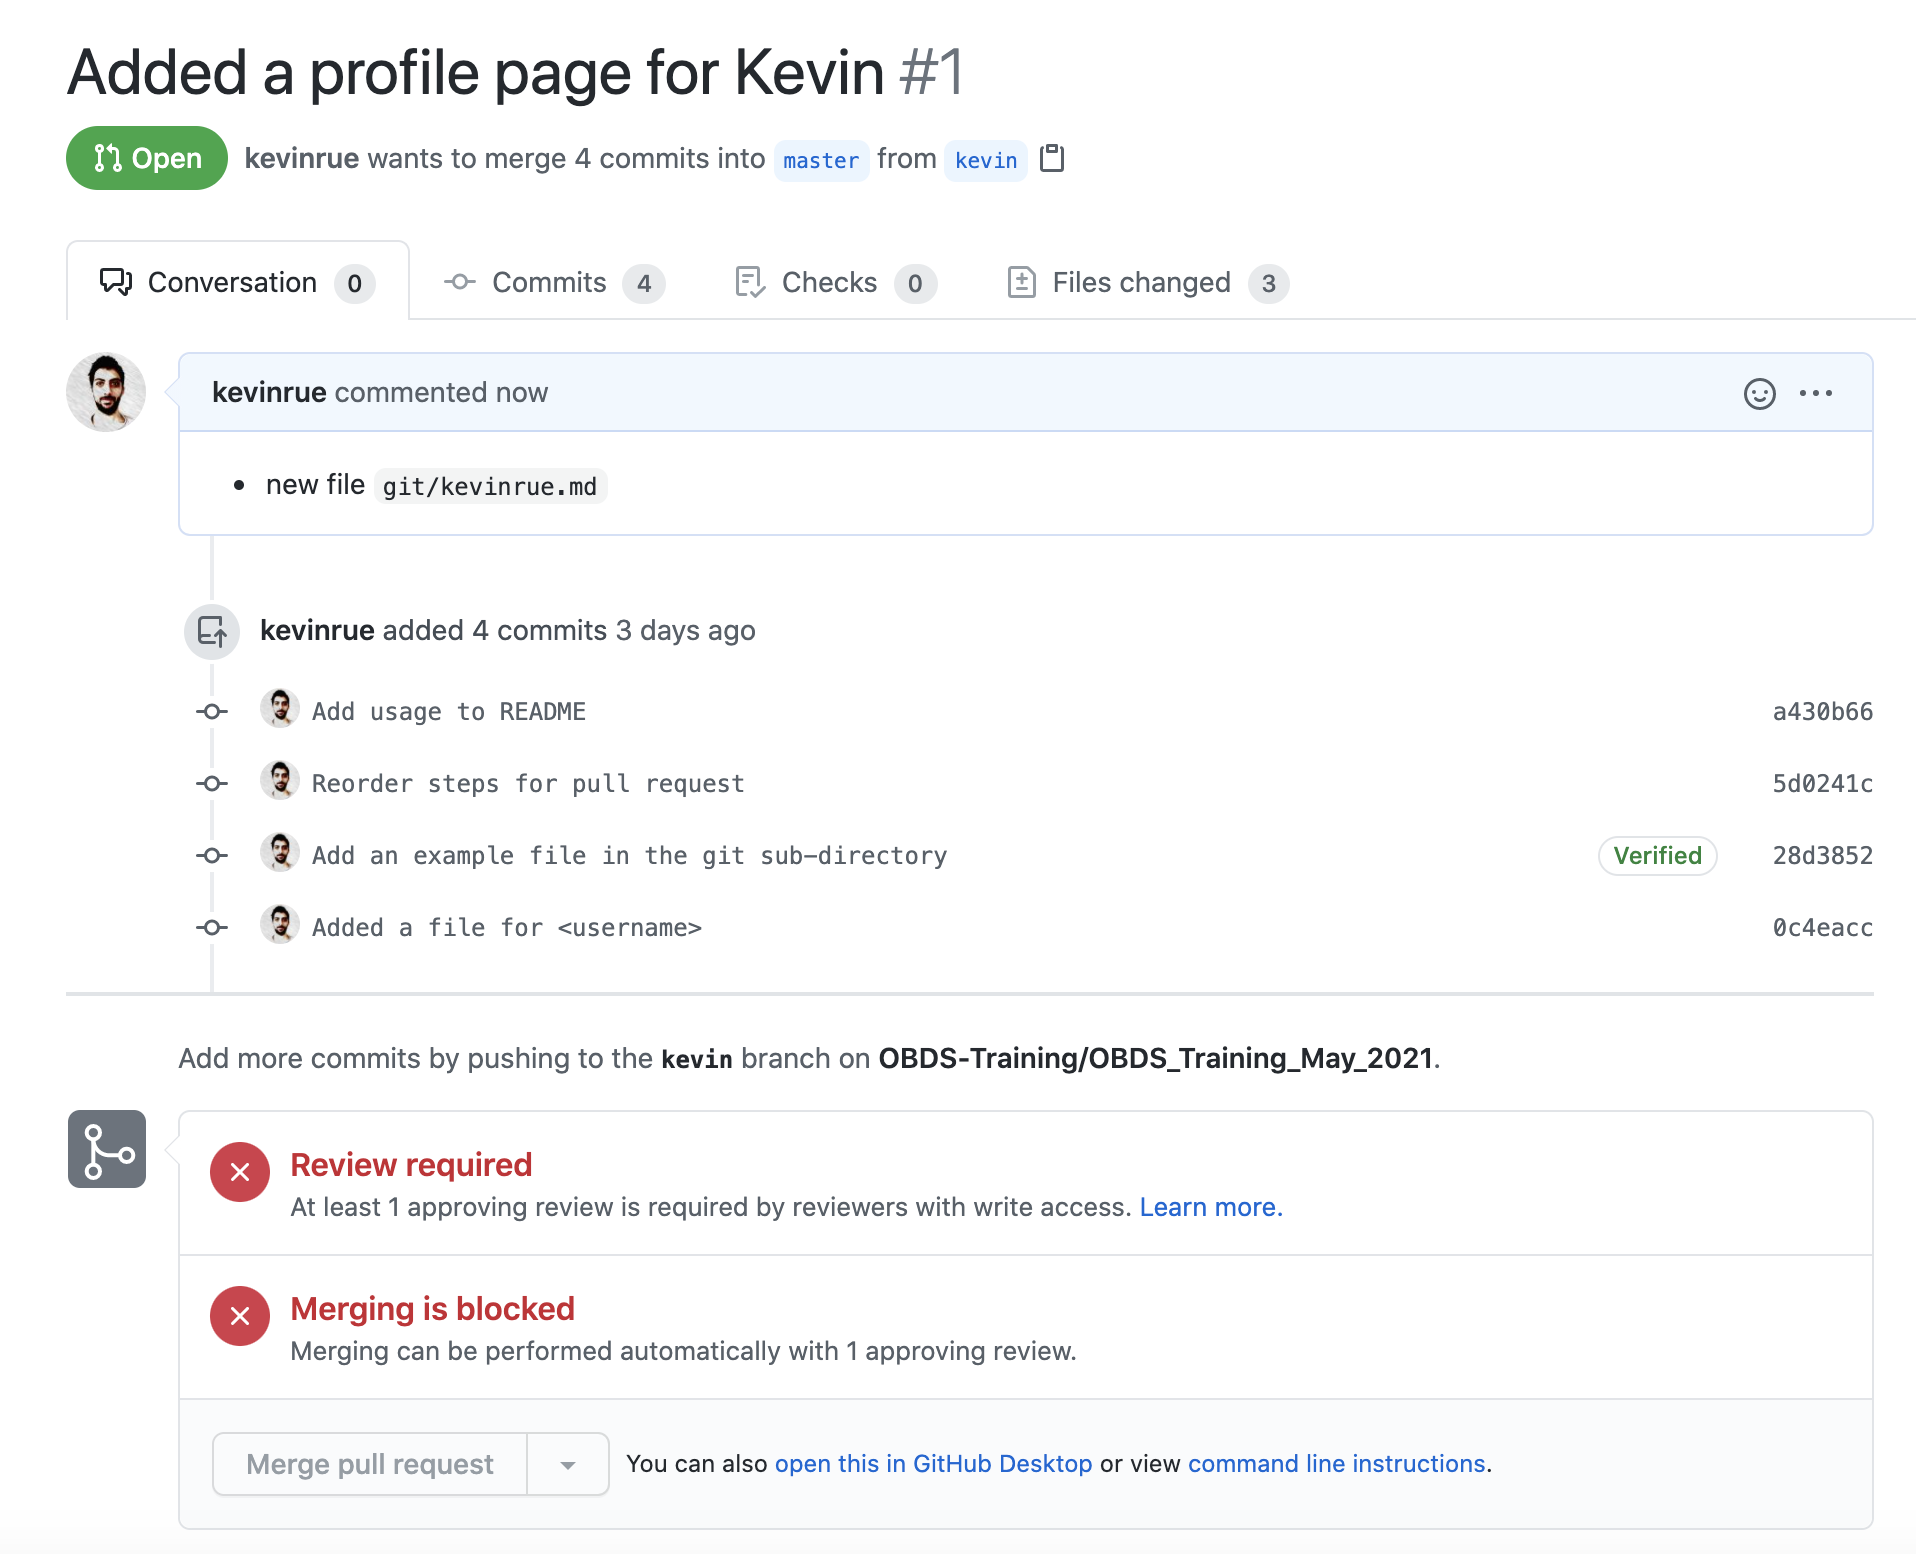 Added a profile page for Kevin #1
Open kevinrue wants to merge 4 commits into master from kevin
Conversation 0 Commits 4 Checks 0 Files changed 3
kevinrue commented now
• new file git/kevinrue.md
kevinrue added 4 commits 3 days ago
Add usage to README a430b66
Reorder steps for pull request 5d0241c
Add an example file in the git sub-directory Verified 28d3852
Added a file for <username> 0c4eacc
Add more commits by pushing to the kevin branch on OBDS-Training/OBDS_Training_May_2021.
Review required
At least 1 approving review is required by reviewers with write access. Learn more.
Merging is blocked
Merging can be performed automatically with 1 approving review.
Merge pull request You can also open this in GitHub Desktop or view command line instructions.